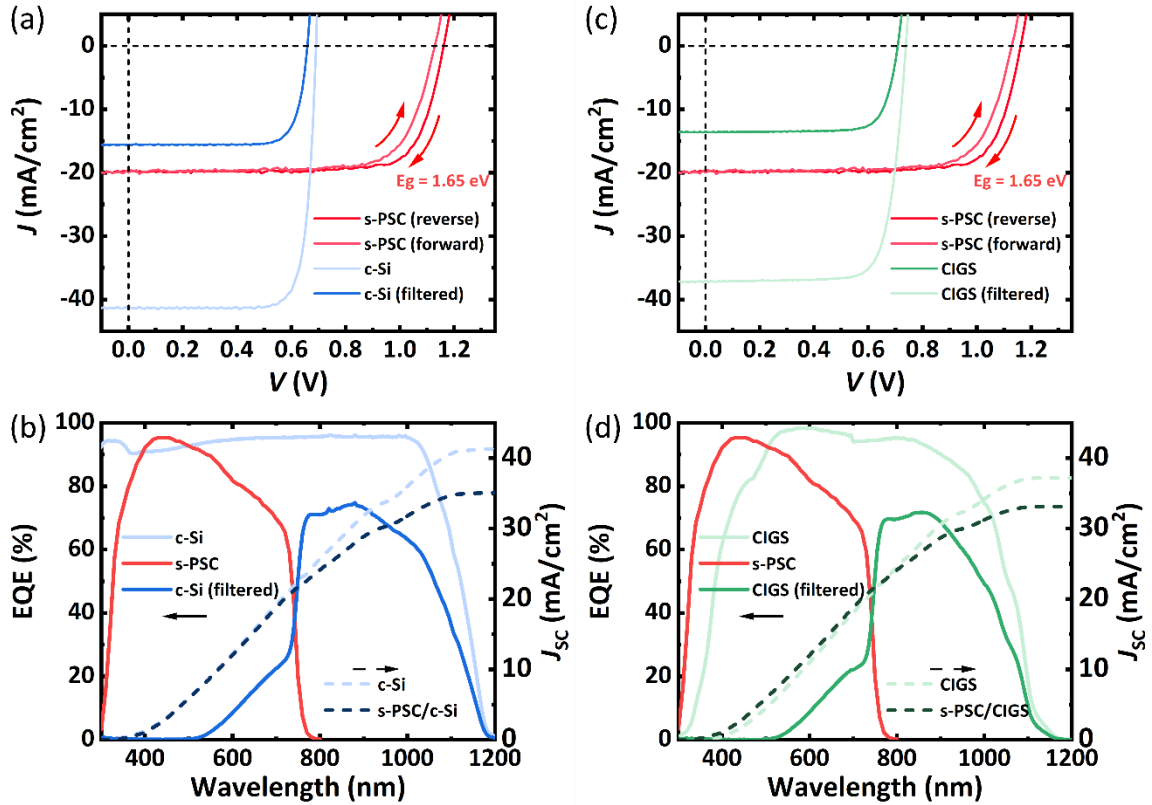 (a)
0
-10
-20
-30
-40
J (mA/cm²)
Eg = 1.65 eV
s-PSC (reverse)
s-PSC (forward)
c-Si
c-Si (filtered)
0.0 0.2 0.4 0.6 0.8 1.0 1.2
V (V)
(c)
0
-10
-20
-30
-40
J (mA/cm²)
Eg = 1.65 eV
s-PSC (reverse)
s-PSC (forward)
CIGS
CIGS (filtered)
0.0 0.2 0.4 0.6 0.8 1.0 1.2
V (V)
(b)
100
80
60
40
20
0
EQE (%)
c-Si
s-PSC
c-Si (filtered)
c-Si
s-PSC/c-Si
40
30
20
10
0
JSC (mA/cm²)
400 600 800 1000 1200
Wavelength (nm)
(d)
100
80
60
40
20
0
EQE (%)
CIGS
s-PSC
CIGS (filtered)
CIGS
s-PSC/CIGS
40
30
20
10
0
JSC (mA/cm²)
400 600 800 1000 1200
Wavelength (nm)